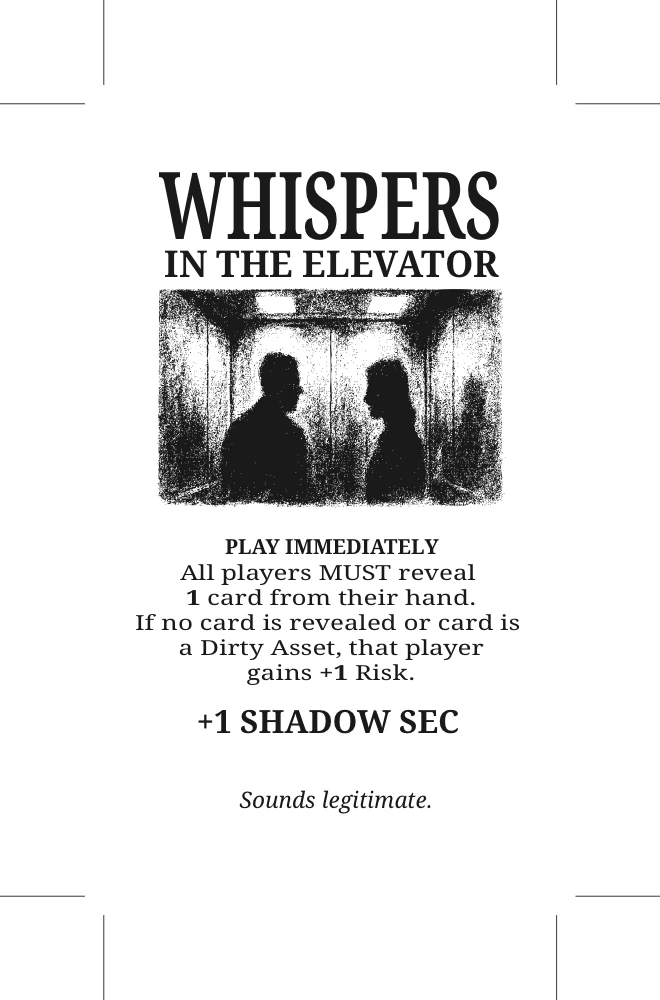 WHISPERS
IN THE ELEVATOR
PLAY IMMEDIATELY
All players MUST reveal
1 card from their hand.
If no card is revealed or card is
a Dirty Asset, that player
gains +1 Risk.
+1 SHADOW SEC
Sounds legitimate.